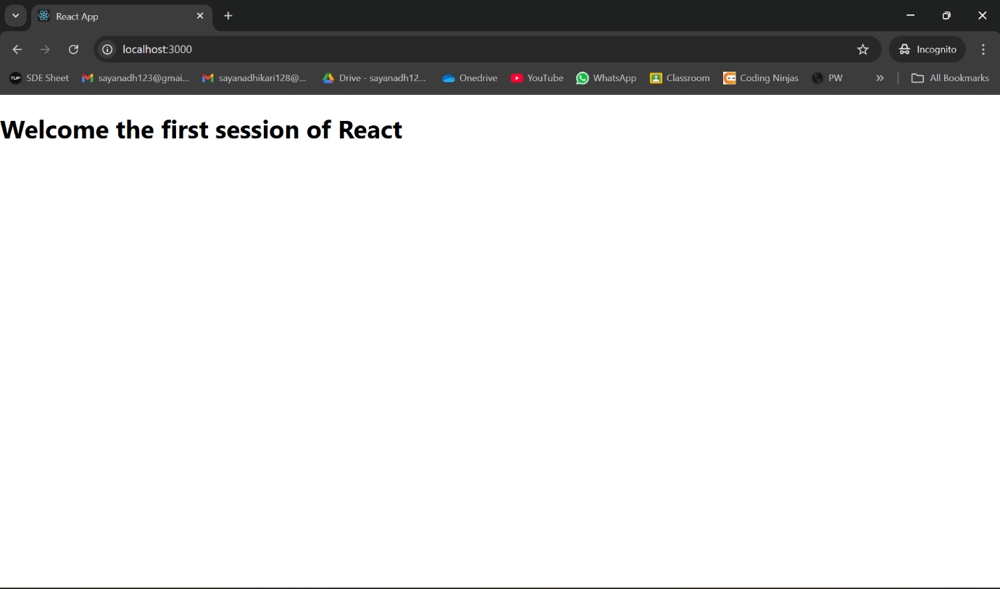 React App
localhost:3000
Incognito
SDE Sheet
sayanadh123@gmai...
sayanadhikari128@...
Drive - sayanadh12...
Onedrive
YouTube
WhatsApp
Classroom
Coding Ninjas
PW
All Bookmarks
Welcome the first session of React